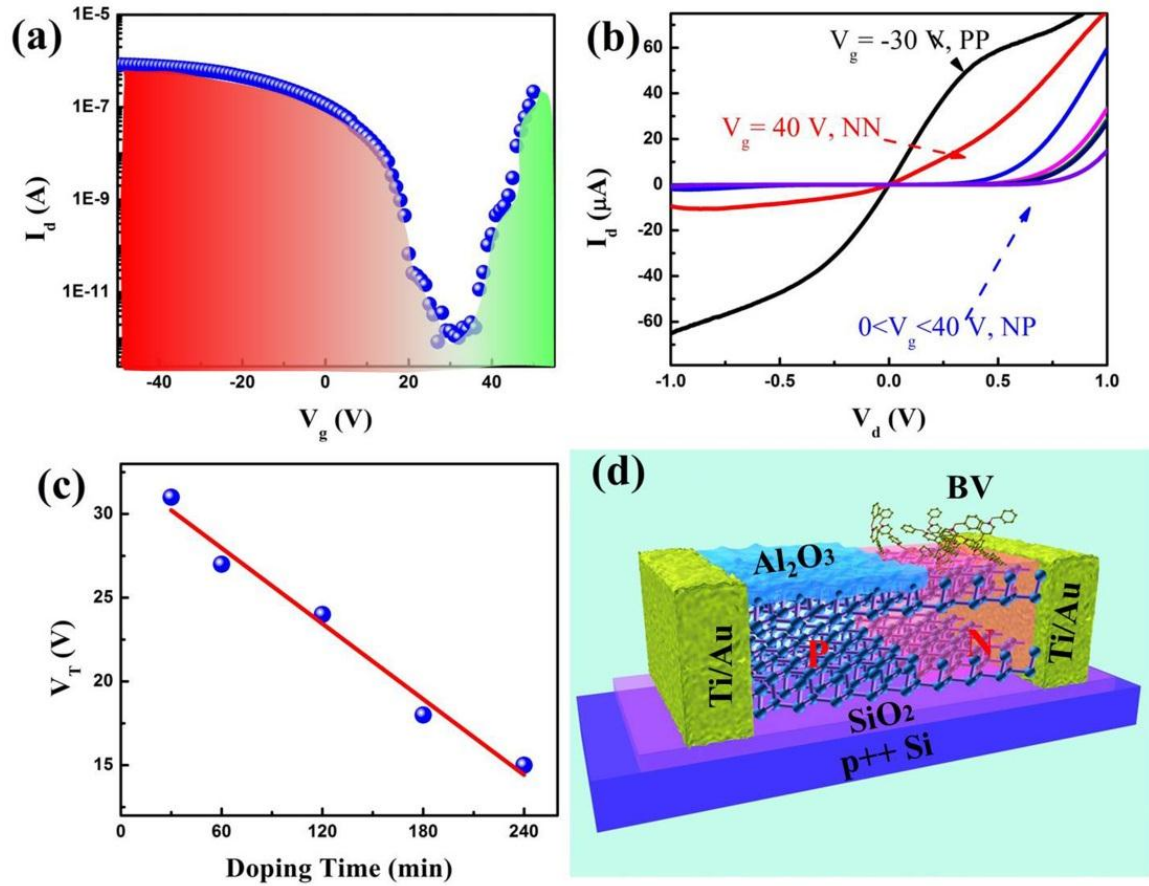 (a)
1E-5
1E-7
1E-9
1E-11
I_d (A)
-40
-20
0
20
40
V_g (V)
(b)
60
40
20
0
-20
-40
-60
I_d (μA)
V_g = -30 V, PP
V_g = 40 V, NN
0<V_g <40 V, NP
-1.0
-0.5
0.0
0.5
1.0
V_d (V)
(c)
30
25
20
15
V_T (V)
0
60
120
180
240
Doping Time (min)
(d)
BV
Al₂O₃
Ti/Au
P
N
Ti/Au
SiO₂
p++ Si